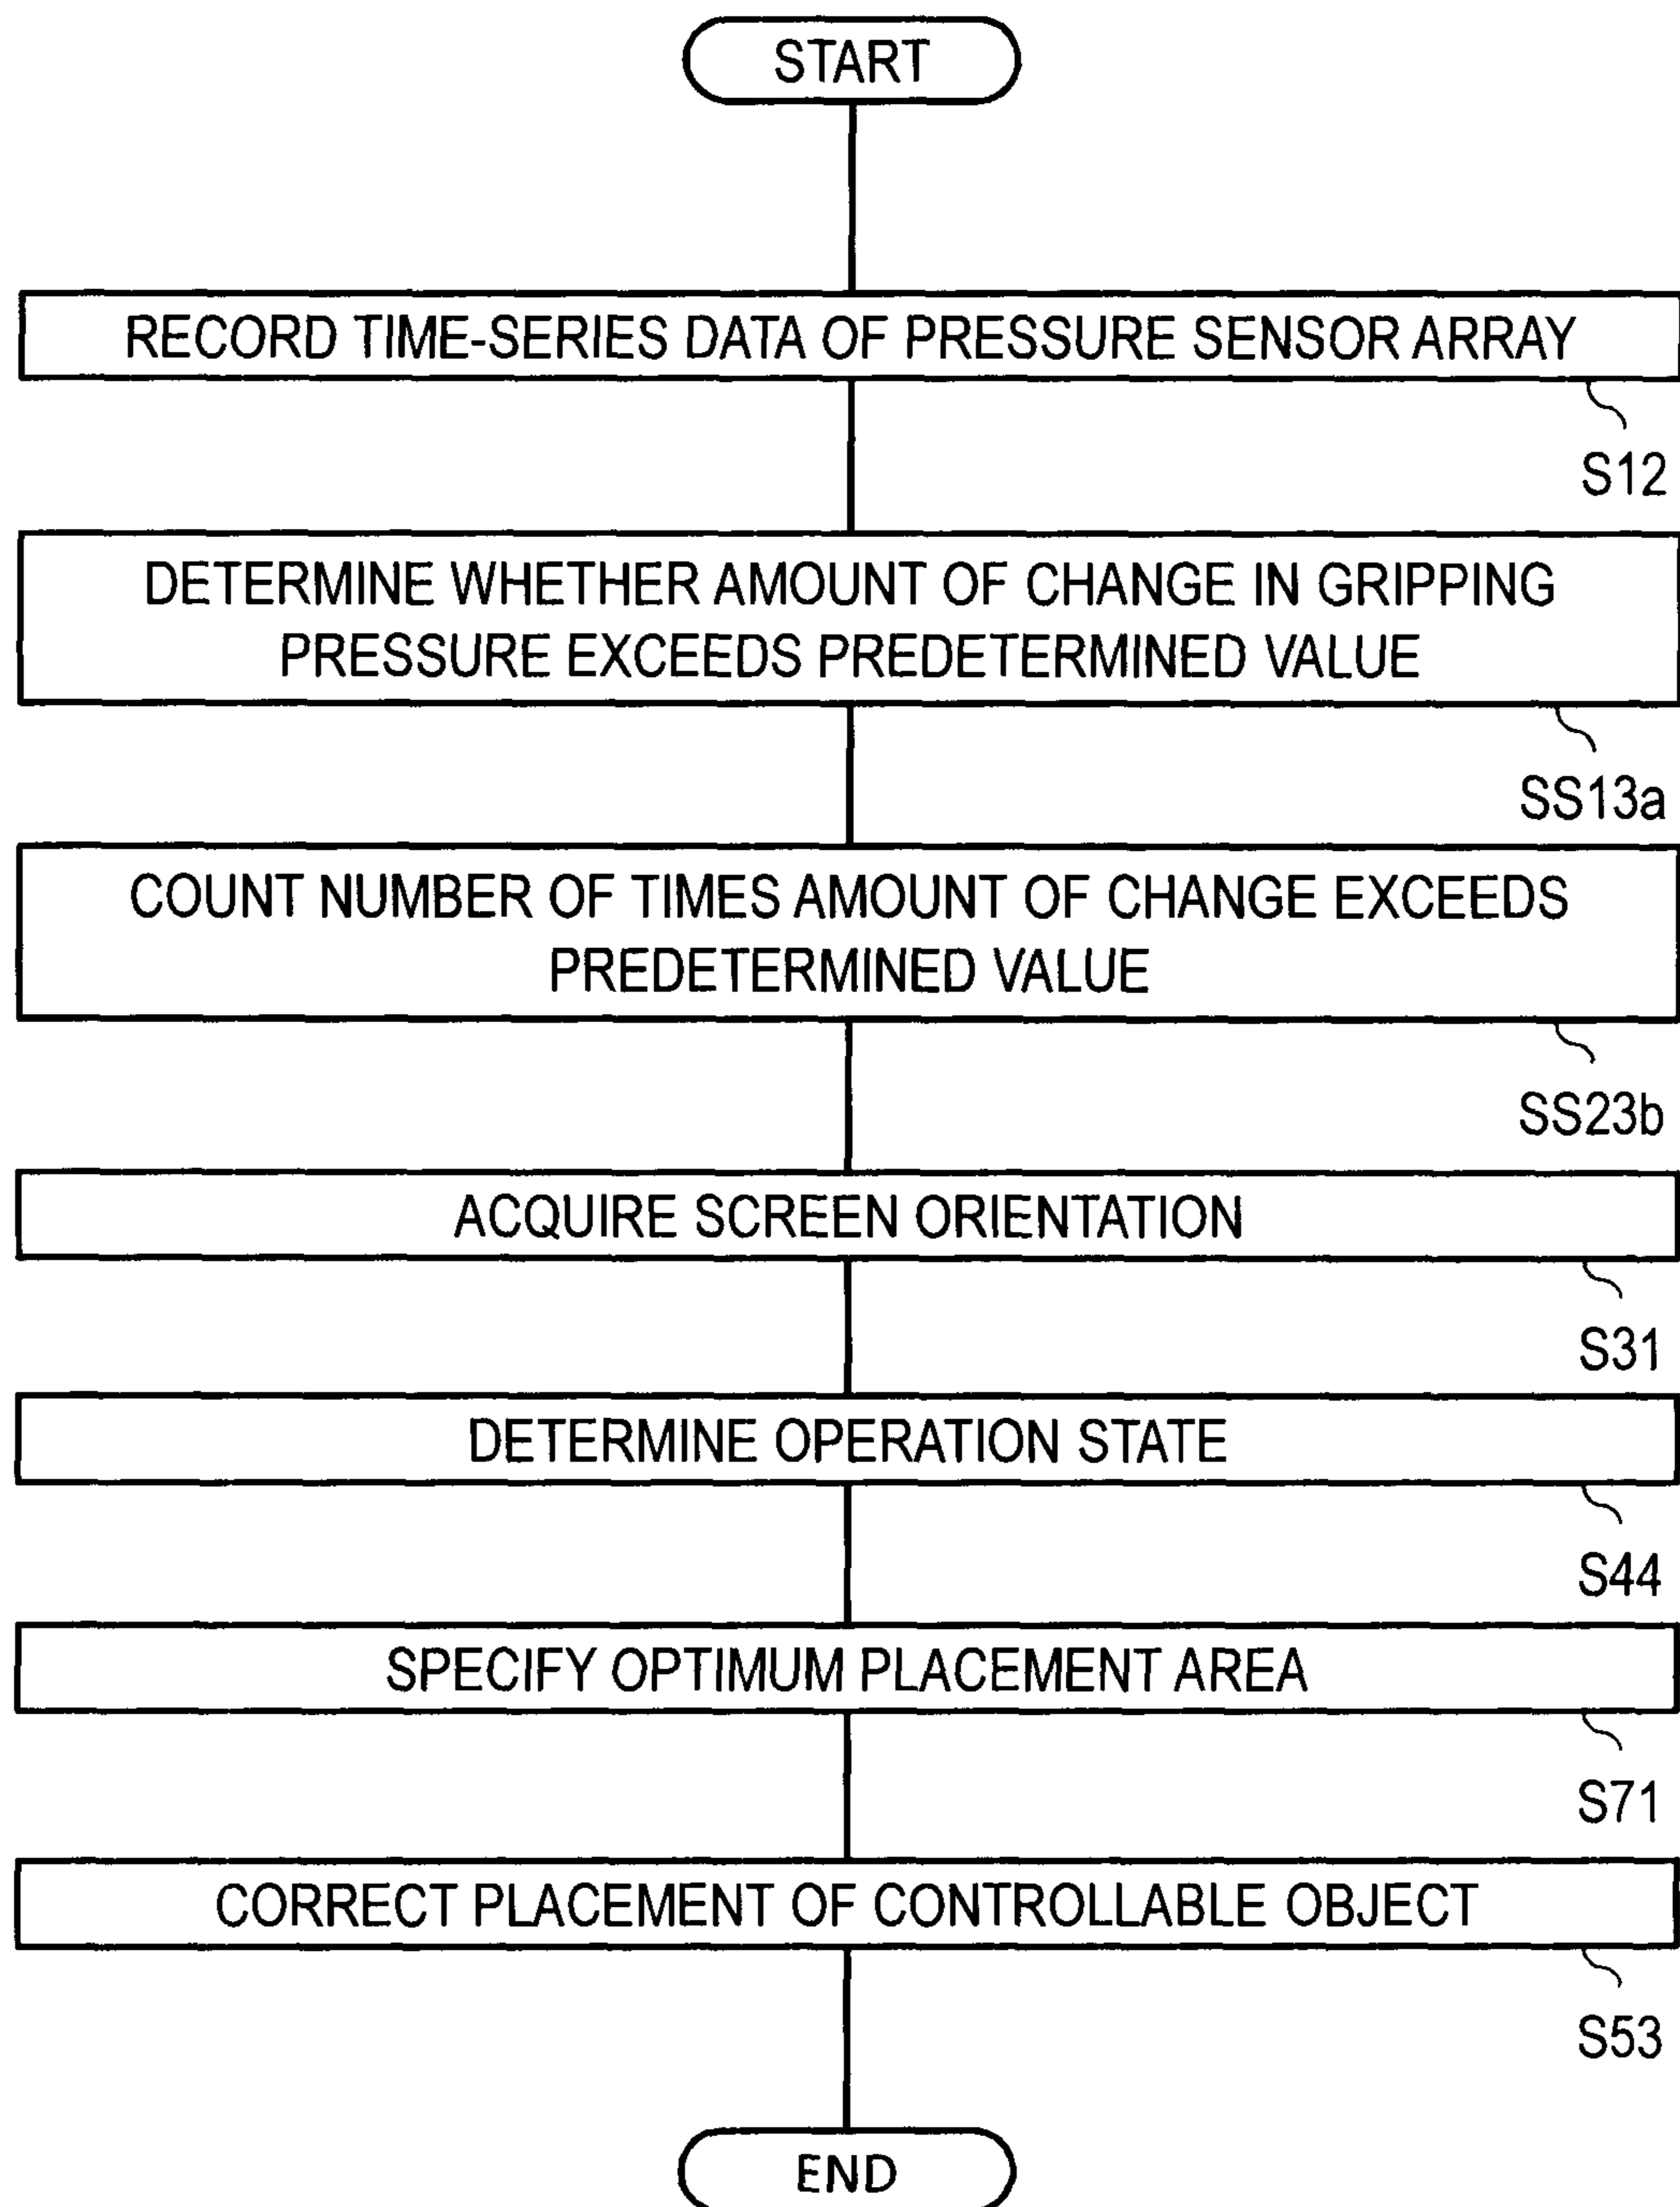 START
RECORD TIME-SERIES DATA OF PRESSURE SENSOR ARRAY
S12
DETERMINE WHETHER AMOUNT OF CHANGE IN GRIPPING
PRESSURE EXCEEDS PREDETERMINED VALUE
SS13a
COUNT NUMBER OF TIMES AMOUNT OF CHANGE EXCEEDS
PREDETERMINED VALUE
SS23b
ACQUIRE SCREEN ORIENTATION
S31
DETERMINE OPERATION STATE
S44
SPECIFY OPTIMUM PLACEMENT AREA
S71
CORRECT PLACEMENT OF CONTROLLABLE OBJECT
S53
END